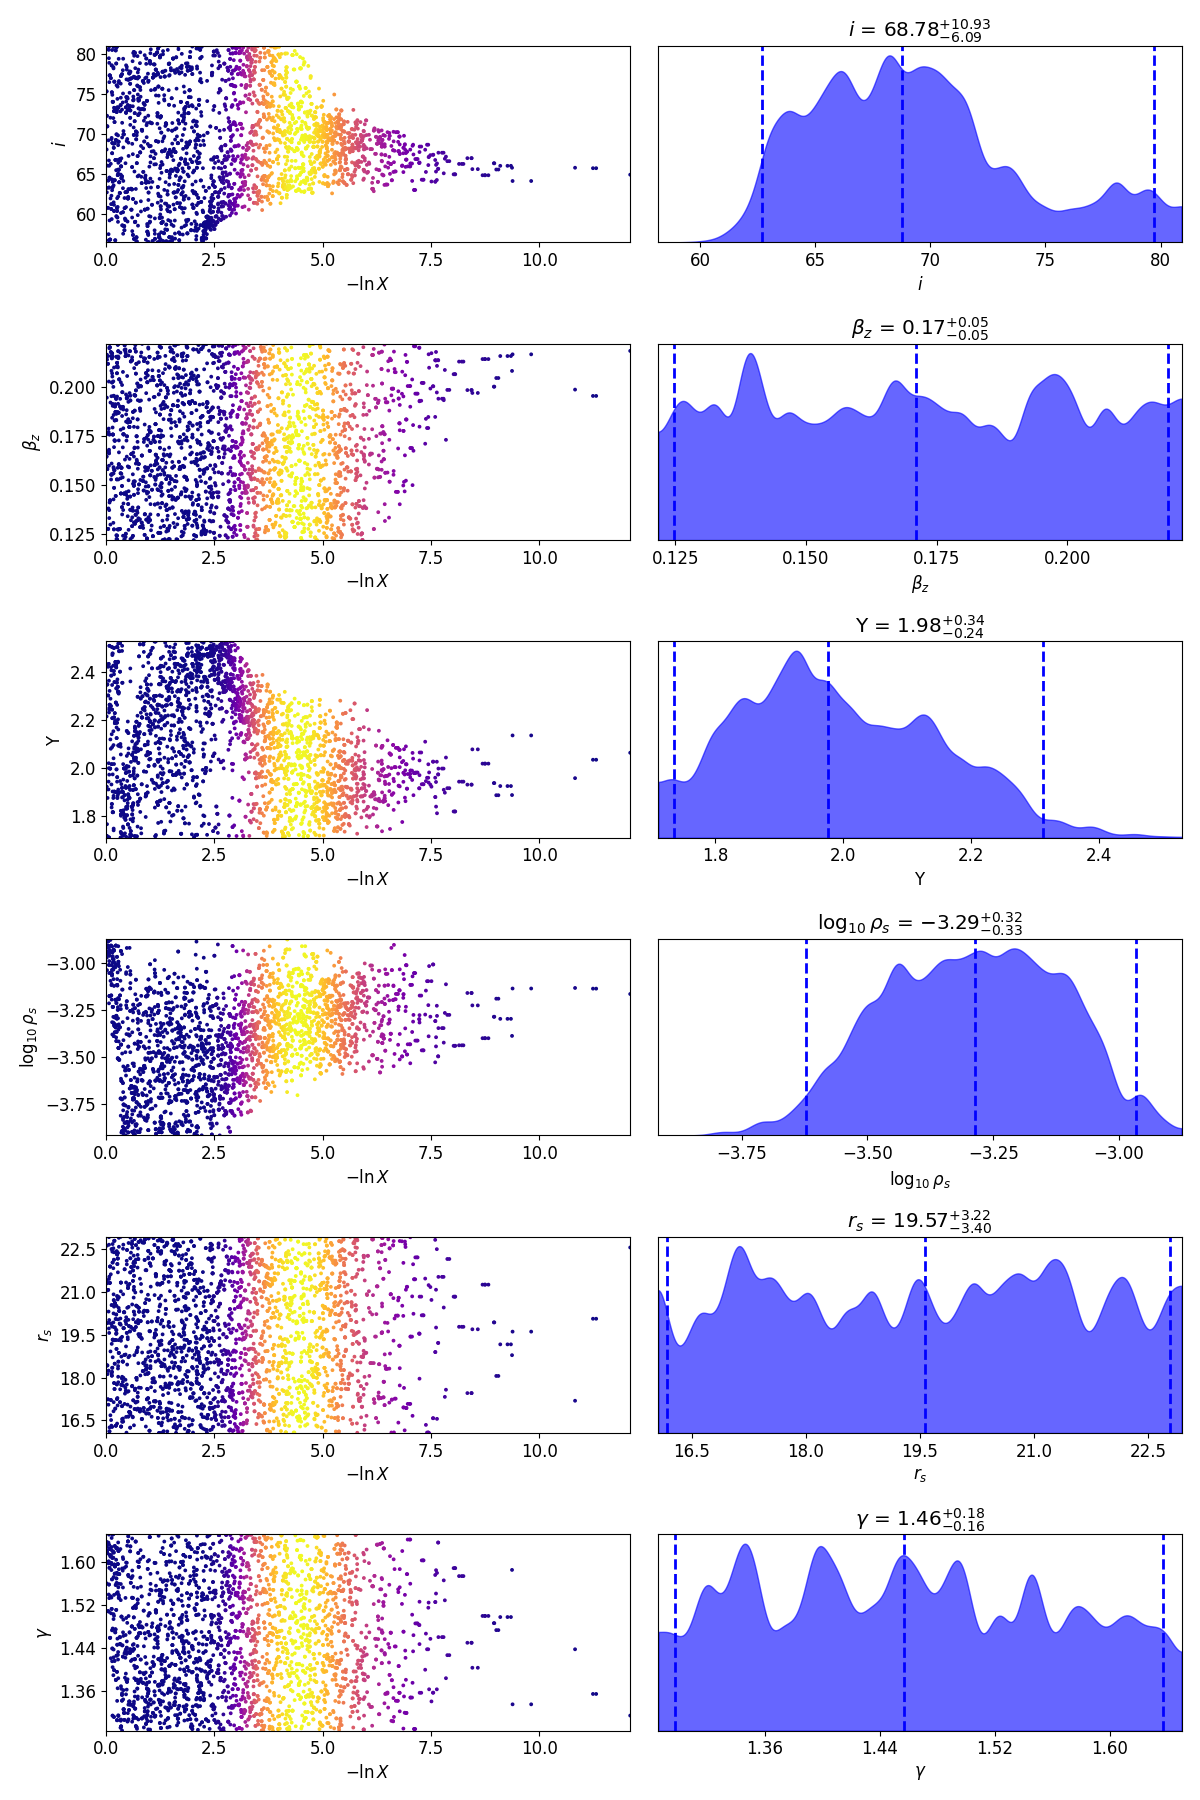 i = 68.78+10.93 −6.09
80
75
70
65
60
i
0.0 2.5 5.0 7.5 10.0
−ln X
60 65 70 75 80
i
βz = 0.17+0.05 −0.05
0.200
0.175
0.150
0.125
βz
0.0 2.5 5.0 7.5 10.0
−ln X
0.125 0.150 0.175 0.200
βz
Y = 1.98+0.34 −0.24
2.4
2.2
2.0
1.8
Y
0.0 2.5 5.0 7.5 10.0
−ln X
1.8 2.0 2.2 2.4
Y
log10 ρs = −3.29+0.32 −0.33
−3.00
−3.25
−3.50
−3.75
log10 ρs
0.0 2.5 5.0 7.5 10.0
−ln X
−3.75 −3.50 −3.25 −3.00
log10 ρs
rs = 19.57+3.22 −3.40
22.5
21.0
19.5
18.0
16.5
rs
0.0 2.5 5.0 7.5 10.0
−ln X
16.5 18.0 19.5 21.0 22.5
rs
γ = 1.46+0.18 −0.16
1.60
1.52
1.44
1.36
γ
0.0 2.5 5.0 7.5 10.0
−ln X
1.36 1.44 1.52 1.60
γ